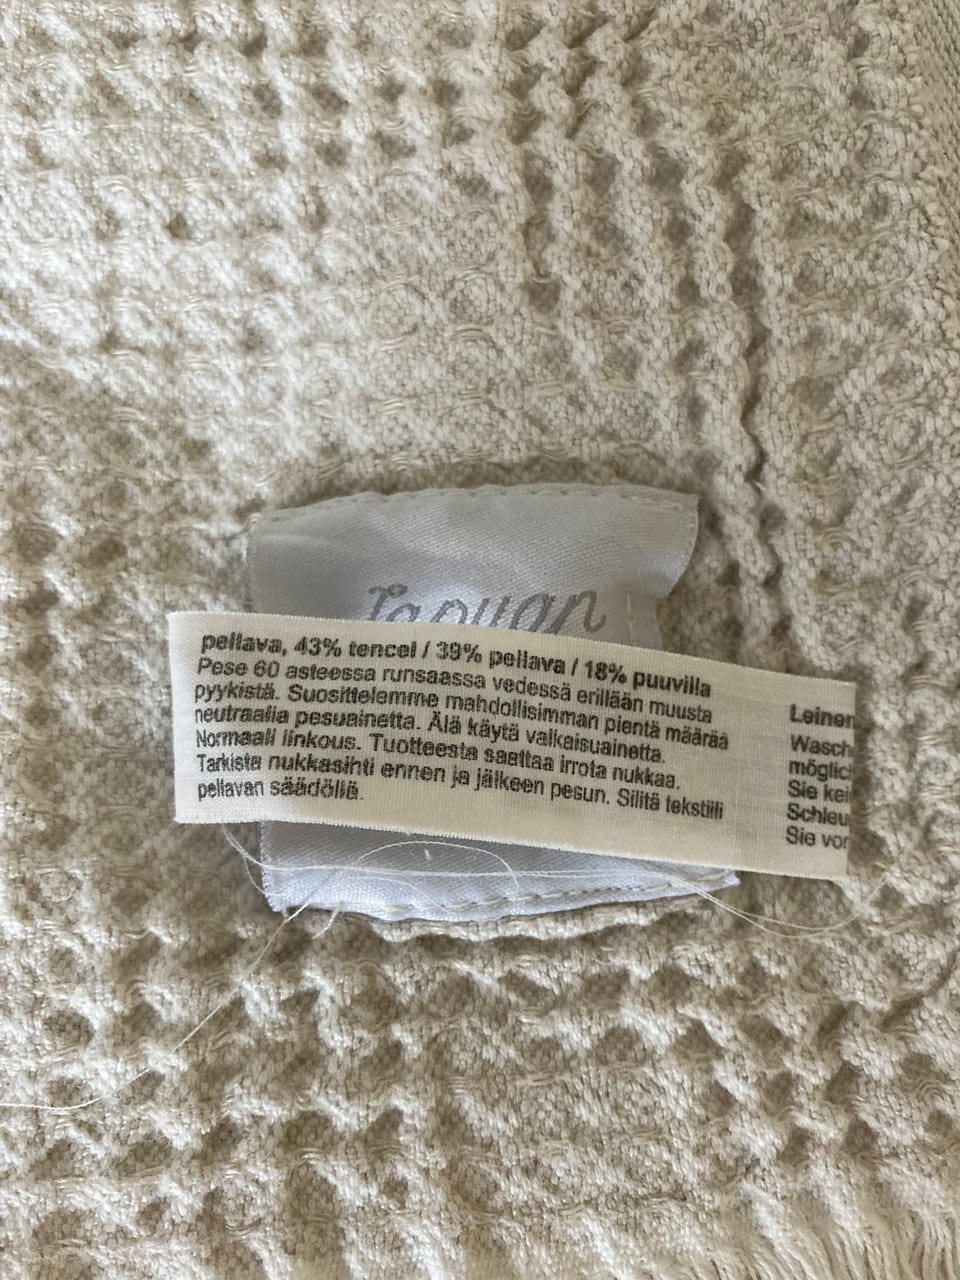 pellava, 43% tencel / 39% pellava / 18% puuvilla
Pese 60 asteessa runsaassa vedessä erillään muusta
pyykistä. Suosittelemme mahdollisimman pientä määrää
neutraalia pesuainetta. Älä käytä valkaisuainetta.
Normaali linkous. Tuotteesta saattaa irrota nukkaa.
Tarkista nukkasihti ennen ja jälkeen pesun. Silitä tekstiili
pellavan säädöllä.
Leinen
Wasch
möglich
Sie kei
Schleu
Sie vor